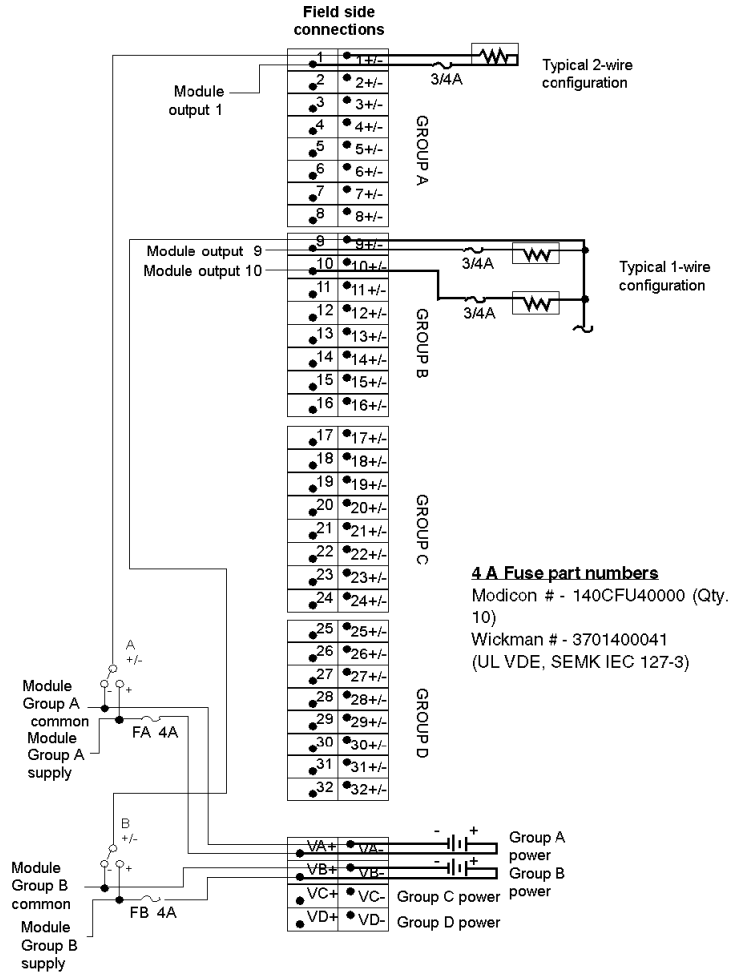 Field side
connections
1 1+/-
2 2+/-
3 3+/-
4 4+/-
5 5+/-
6 6+/-
7 7+/-
8 8+/-
GROUP A
Module
output 1
3/4A
Typical 2-wire
configuration
9 9+/-
10 10+/-
11 11+/-
12 12+/-
13 13+/-
14 14+/-
15 15+/-
16 16+/-
GROUP B
Module output 9
Module output 10
3/4A
3/4A
Typical 1-wire
configuration
17 17+/-
18 18+/-
19 19+/-
20 20+/-
21 21+/-
22 22+/-
23 23+/-
24 24+/-
GROUP C
4 A Fuse part numbers
Modicon # - 140CFU40000 (Qty.
10)
Wickman # - 3701400041
(UL VDE, SEMK IEC 127-3)
25 25+/-
26 26+/-
27 27+/-
28 28+/-
29 29+/-
30 30+/-
31 31+/-
32 32+/-
GROUP D
A
+/-
- +
Module
Group A
common
Module
Group A
supply
FA 4A
B
+/-
- +
Module
Group B
common
Module
Group B
supply
FB 4A
VA+ VA-
VB+ VB-
VC+ VC-
VD+ VD-
- +
Group A
power
- +
Group B
power
Group C power
Group D power